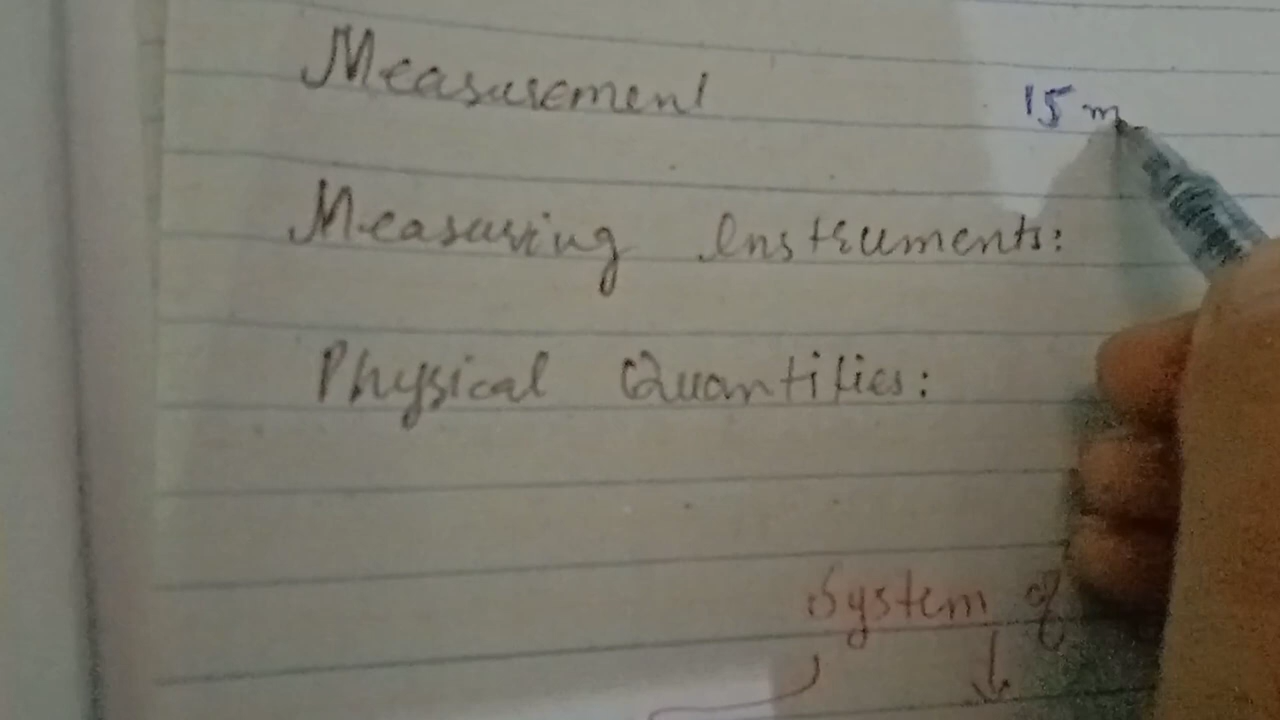 Measurement 15 m
Measuring Instruments:
Physical Quantities:
System of